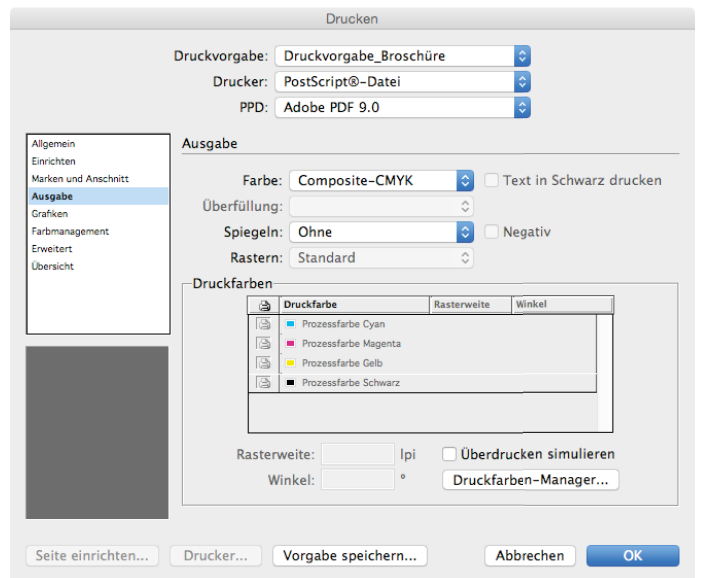 Drucken
Druckvorgabe: Druckvorgabe_Broschüre
Drucker: PostScript®-Datei
PPD: Adobe PDF 9.0
Allgemein
Einrichten
Marken und Anschnitt
Ausgabe
Grafiken
Farbmanagement
Erweitert
Übersicht
Ausgabe
Farbe: Composite-CMYK Text in Schwarz drucken
Überfüllung:
Spiegeln: Ohne Negativ
Rastern: Standard
Druckfarben
Druckfarbe Rasterweite Winkel
Prozessfarbe Cyan
Prozessfarbe Magenta
Prozessfarbe Gelb
Prozessfarbe Schwarz
Rasterweite: lpi Überdrucken simulieren
Winkel: ° Druckfarben-Manager...
Seite einrichten... Drucker... Vorgabe speichern... Abbrechen OK